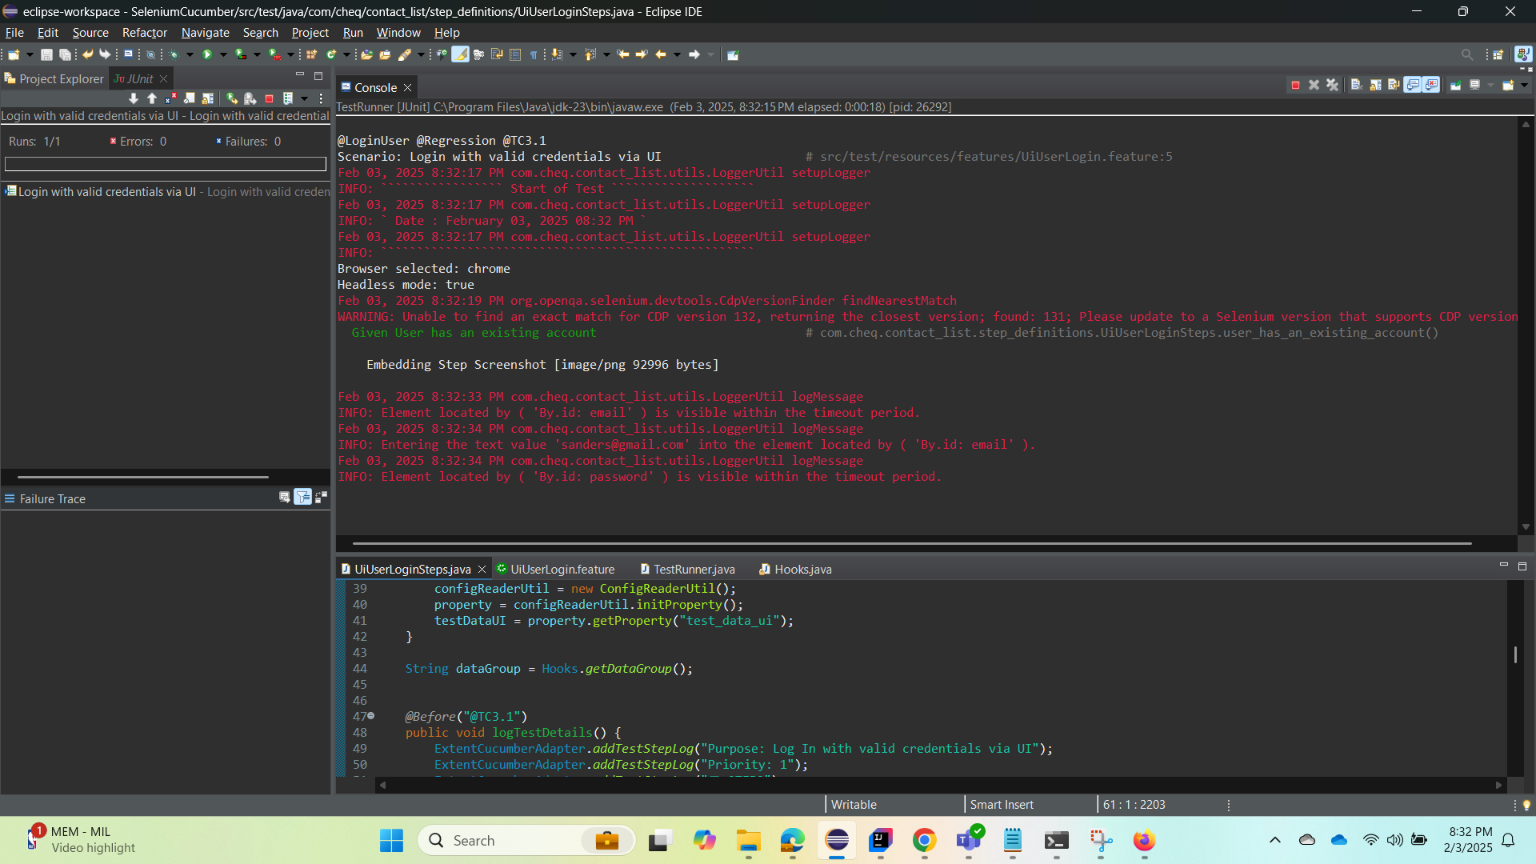 eclipse-workspace - SeleniumCucumber/src/test/java/com/cheq/contact_list/step_definitions/UiUserLoginSteps.java - Eclipse IDE
File Edit Source Refactor Navigate Search Project Run Window Help
Project Explorer
JUnit
Login with valid credentials via UI - Login with valid credential
Runs: 1/1
Errors: 0
Failures: 0
Login with valid credentials via UI - Login with valid creden
Failure Trace
Console
TestRunner [JUnit] C:\Program Files\Java\jdk-23\bin\javaw.exe (Feb 3, 2025, 8:32:15 PM elapsed: 0:00:18) [pid: 26292]
@LoginUser @Regression @TC3.1
Scenario: Login with valid credentials via UI # src/test/resources/features/UiUserLogin.feature:5
Feb 03, 2025 8:32:17 PM com.cheq.contact_list.utils.LoggerUtil setupLogger
INFO: ````````````````` Start of Test ````````````````````
Feb 03, 2025 8:32:17 PM com.cheq.contact_list.utils.LoggerUtil setupLogger
INFO: ` Date : February 03, 2025 08:32 PM `
Feb 03, 2025 8:32:17 PM com.cheq.contact_list.utils.LoggerUtil setupLogger
INFO: ````````````````````````````````````````````````````
Browser selected: chrome
Headless mode: true
Feb 03, 2025 8:32:19 PM org.openqa.selenium.devtools.CdpVersionFinder findNearestMatch
WARNING: Unable to find an exact match for CDP version 132, returning the closest version; found: 131; Please update to a Selenium version that supports CDP version
Given User has an existing account # com.cheq.contact_list.step_definitions.UiUserLoginSteps.user_has_an_existing_account()
Embedding Step Screenshot [image/png 92996 bytes]
Feb 03, 2025 8:32:33 PM com.cheq.contact_list.utils.LoggerUtil logMessage
INFO: Element located by ( 'By.id: email' ) is visible within the timeout period.
Feb 03, 2025 8:32:34 PM com.cheq.contact_list.utils.LoggerUtil logMessage
INFO: Entering the text value 'sanders@gmail.com' into the element located by ( 'By.id: email' ).
Feb 03, 2025 8:32:34 PM com.cheq.contact_list.utils.LoggerUtil logMessage
INFO: Element located by ( 'By.id: password' ) is visible within the timeout period.
UiUserLoginSteps.java
UiUserLogin.feature
TestRunner.java
Hooks.java
39 configReaderUtil = new ConfigReaderUtil();
40 property = configReaderUtil.initProperty();
41 testDataUI = property.getProperty("test_data_ui");
42 }
43
44 String dataGroup = Hooks.getDataGroup();
45
46
47 @Before("@TC3.1")
48 public void logTestDetails() {
49 ExtentCucumberAdapter.addTestStepLog("Purpose: Log In with valid credentials via UI");
50 ExtentCucumberAdapter.addTestStepLog("Priority: 1");
Writable
Smart Insert
61 : 1 : 2203
1
MEM - MIL
Video highlight
Search
8:32 PM
2/3/2025